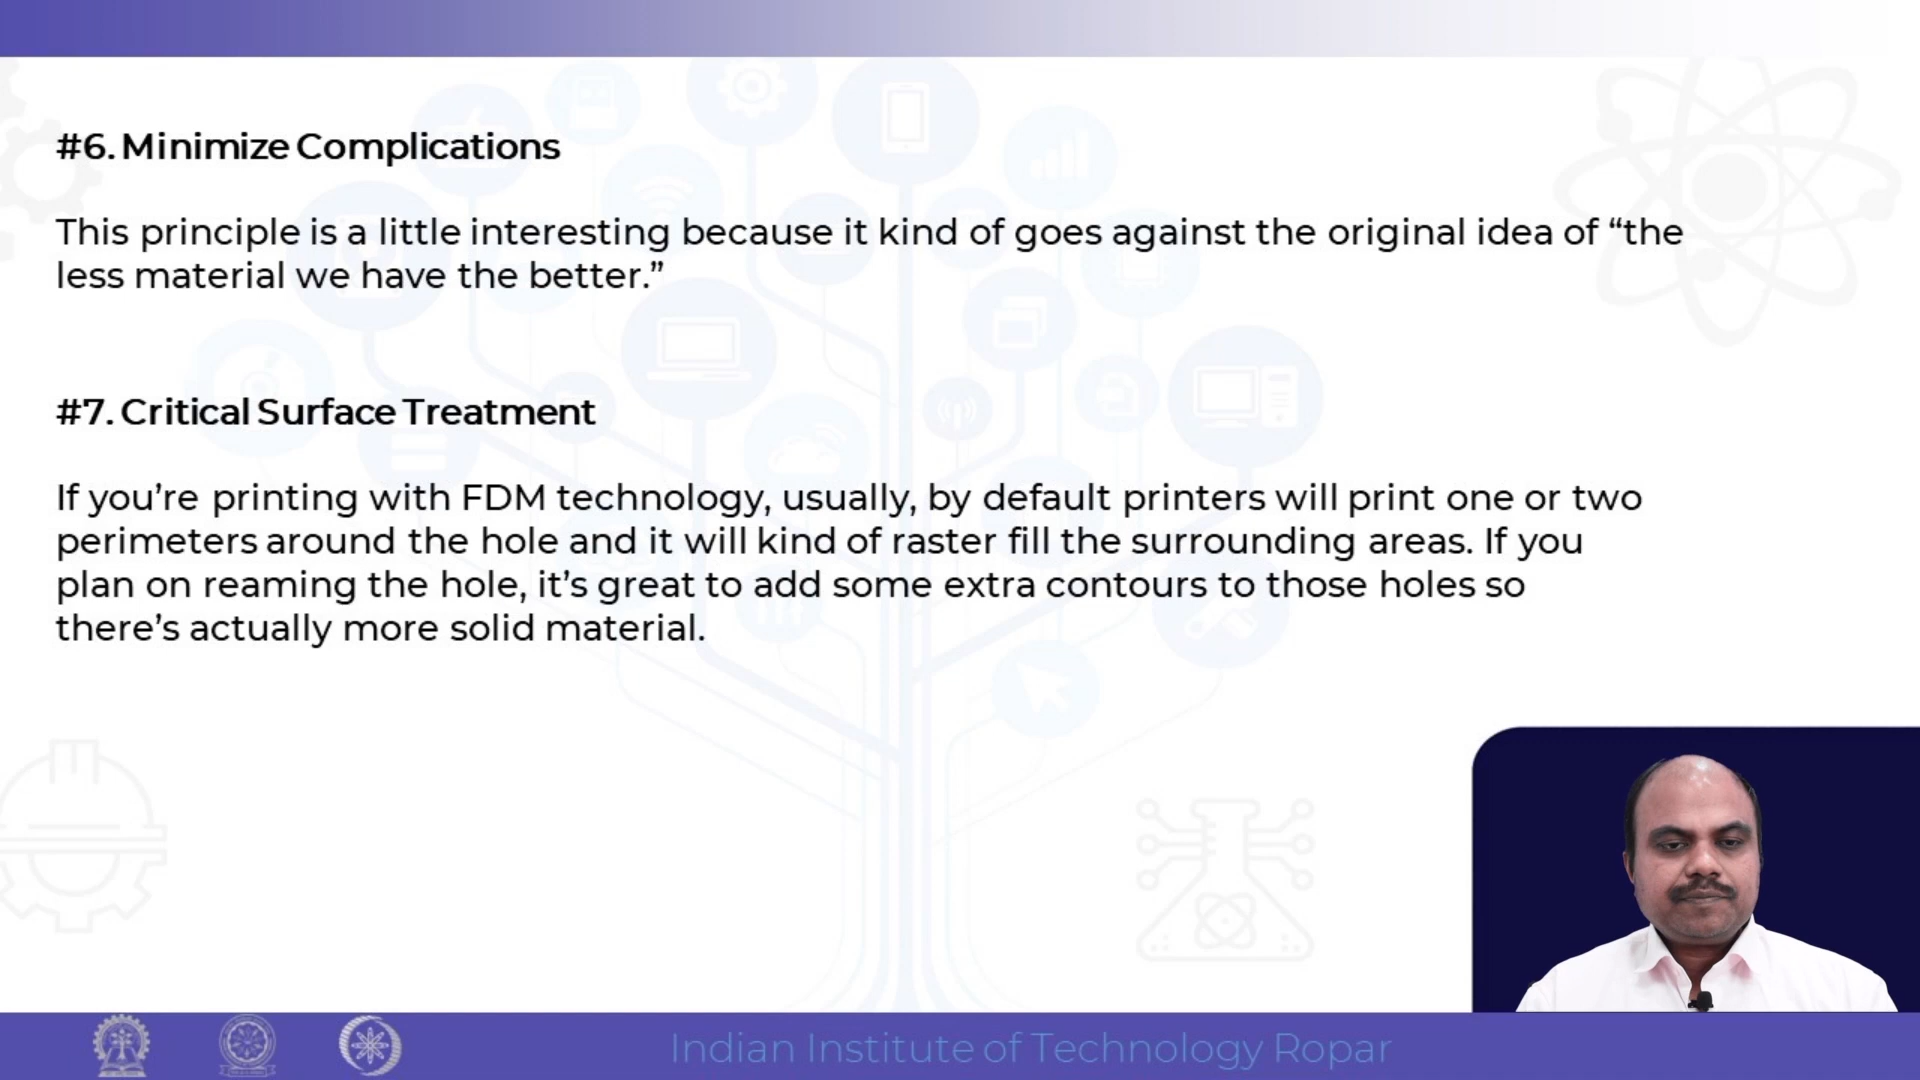 #6. Minimize Complications
This principle is a little interesting because it kind of goes against the original idea of “the
less material we have the better.”
#7. Critical Surface Treatment
If you’re printing with FDM technology, usually, by default printers will print one or two
perimeters around the hole and it will kind of raster fill the surrounding areas. If you
plan on reaming the hole, it’s great to add some extra contours to those holes so
there’s actually more solid material.
Indian Institute of Technology Ropar